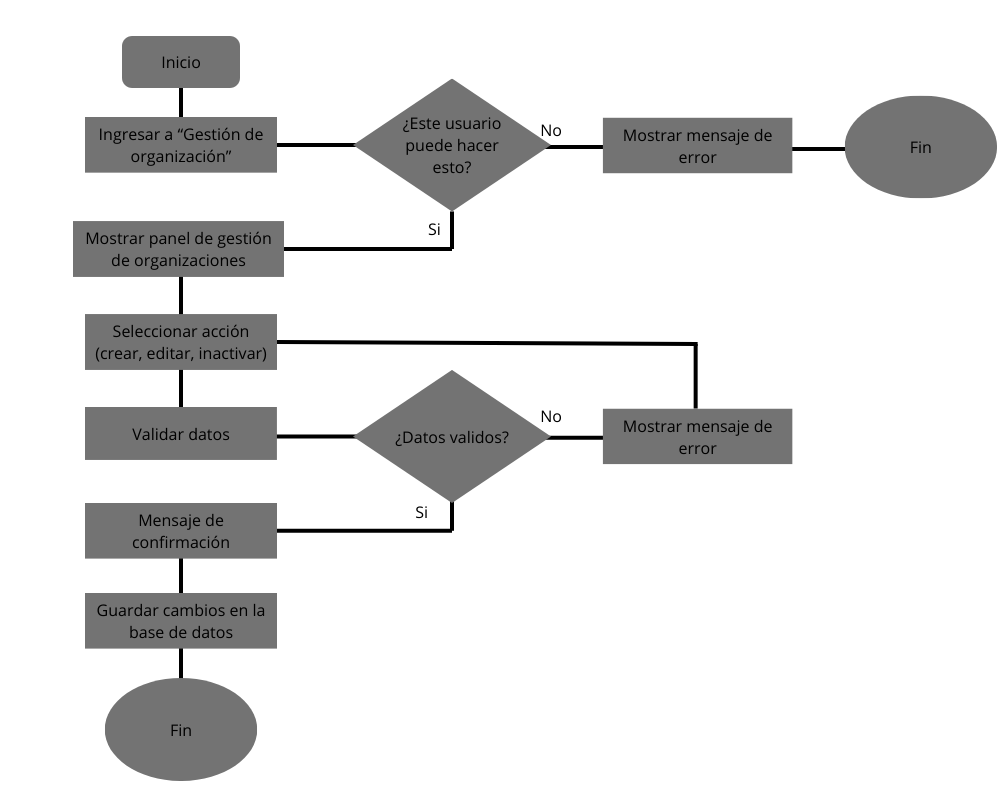 Inicio
Ingresar a “Gestión de
organización”
¿Este usuario
puede hacer
esto?
No
Mostrar mensaje de
error
Fin
Si
Mostrar panel de gestión
de organizaciones
Seleccionar acción
(crear, editar, inactivar)
Validar datos
¿Datos validos?
No
Mostrar mensaje de
error
Si
Mensaje de
confirmación
Guardar cambios en la
base de datos
Fin